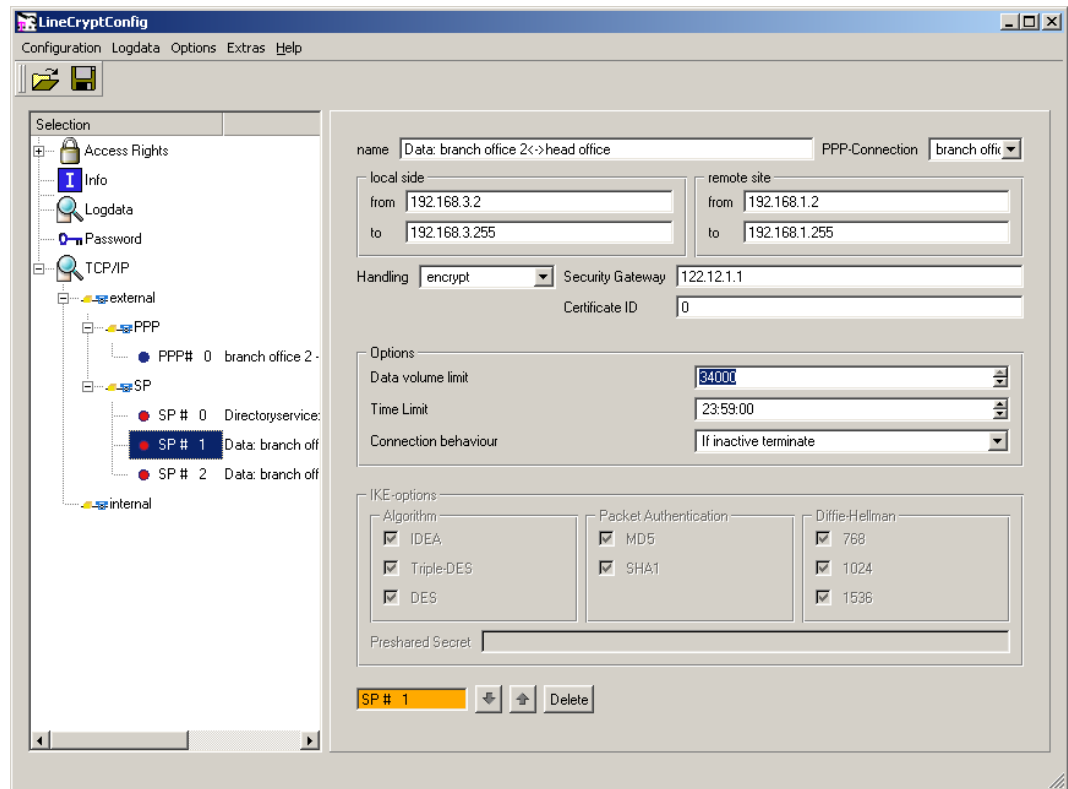 LineCryptConfig
Configuration Logdata Options Extras Help
Selection
Access Rights
Info
Logdata
Password
TCP/IP
external
PPP
PPP# 0 branch office 2 -
SP
SP # 0 Directoryservice:
SP # 1 Data: branch off
SP # 2 Data: branch off
internal
name Data: branch office 2<->head office PPP-Connection branch offic
local side
from 192.168.3.2
to 192.168.3.255
remote site
from 192.168.1.2
to 192.168.1.255
Handling encrypt Security Gateway 122.12.1.1
Certificate ID 0
Options
Data volume limit 34000
Time Limit 23:59:00
Connection behaviour If inactive terminate
IKE-options
Algorithm
IDEA
Triple-DES
DES
Packet Authentication
MD5
SHA1
Diffie-Hellman
768
1024
1536
Preshared Secret
SP # 1 Delete